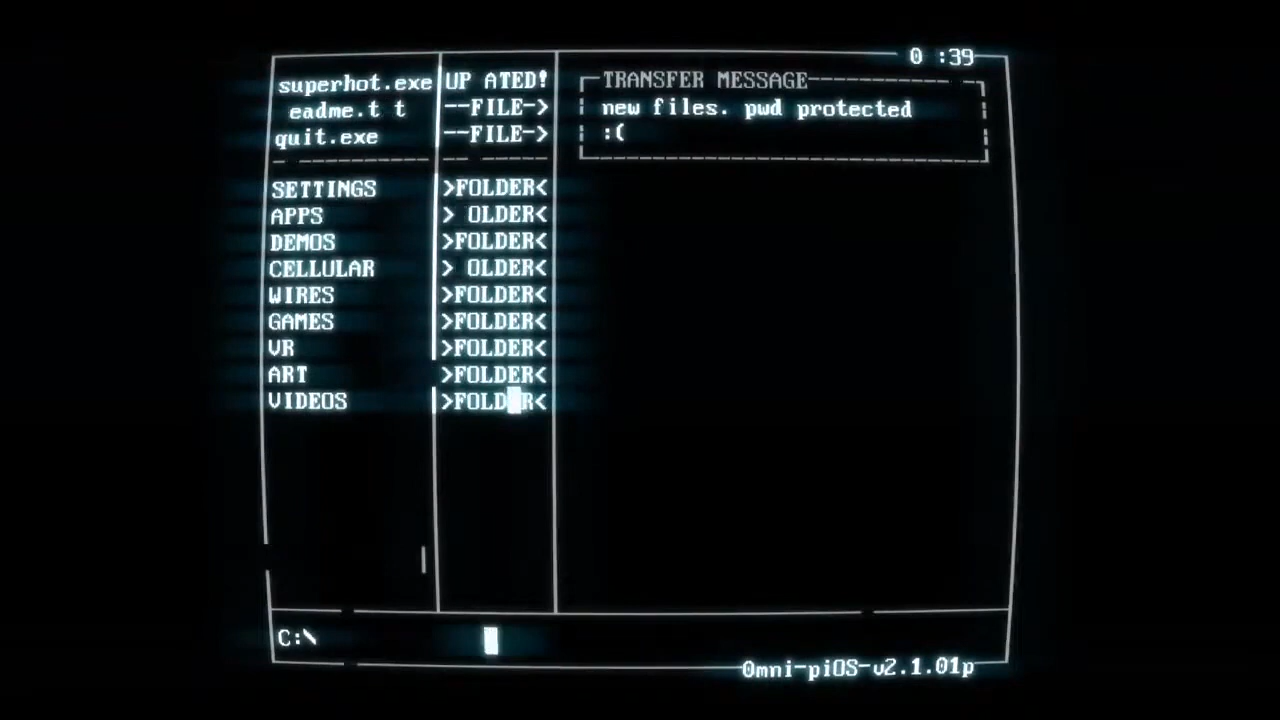 0 :39
superhot.exe UP ATED!
eadme.t t --FILE->
quit.exe --FILE->
SETTINGS >FOLDER<
APPS > OLDER<
DEMOS >FOLDER<
CELLULAR > OLDER<
WIRES >FOLDER<
GAMES >FOLDER<
VR >FOLDER<
ART >FOLDER<
VIDEOS >FOLD R<
TRANSFER MESSAGE
new files. pwd protected
:(
C:\
Omni-piOS-v2.1.01p